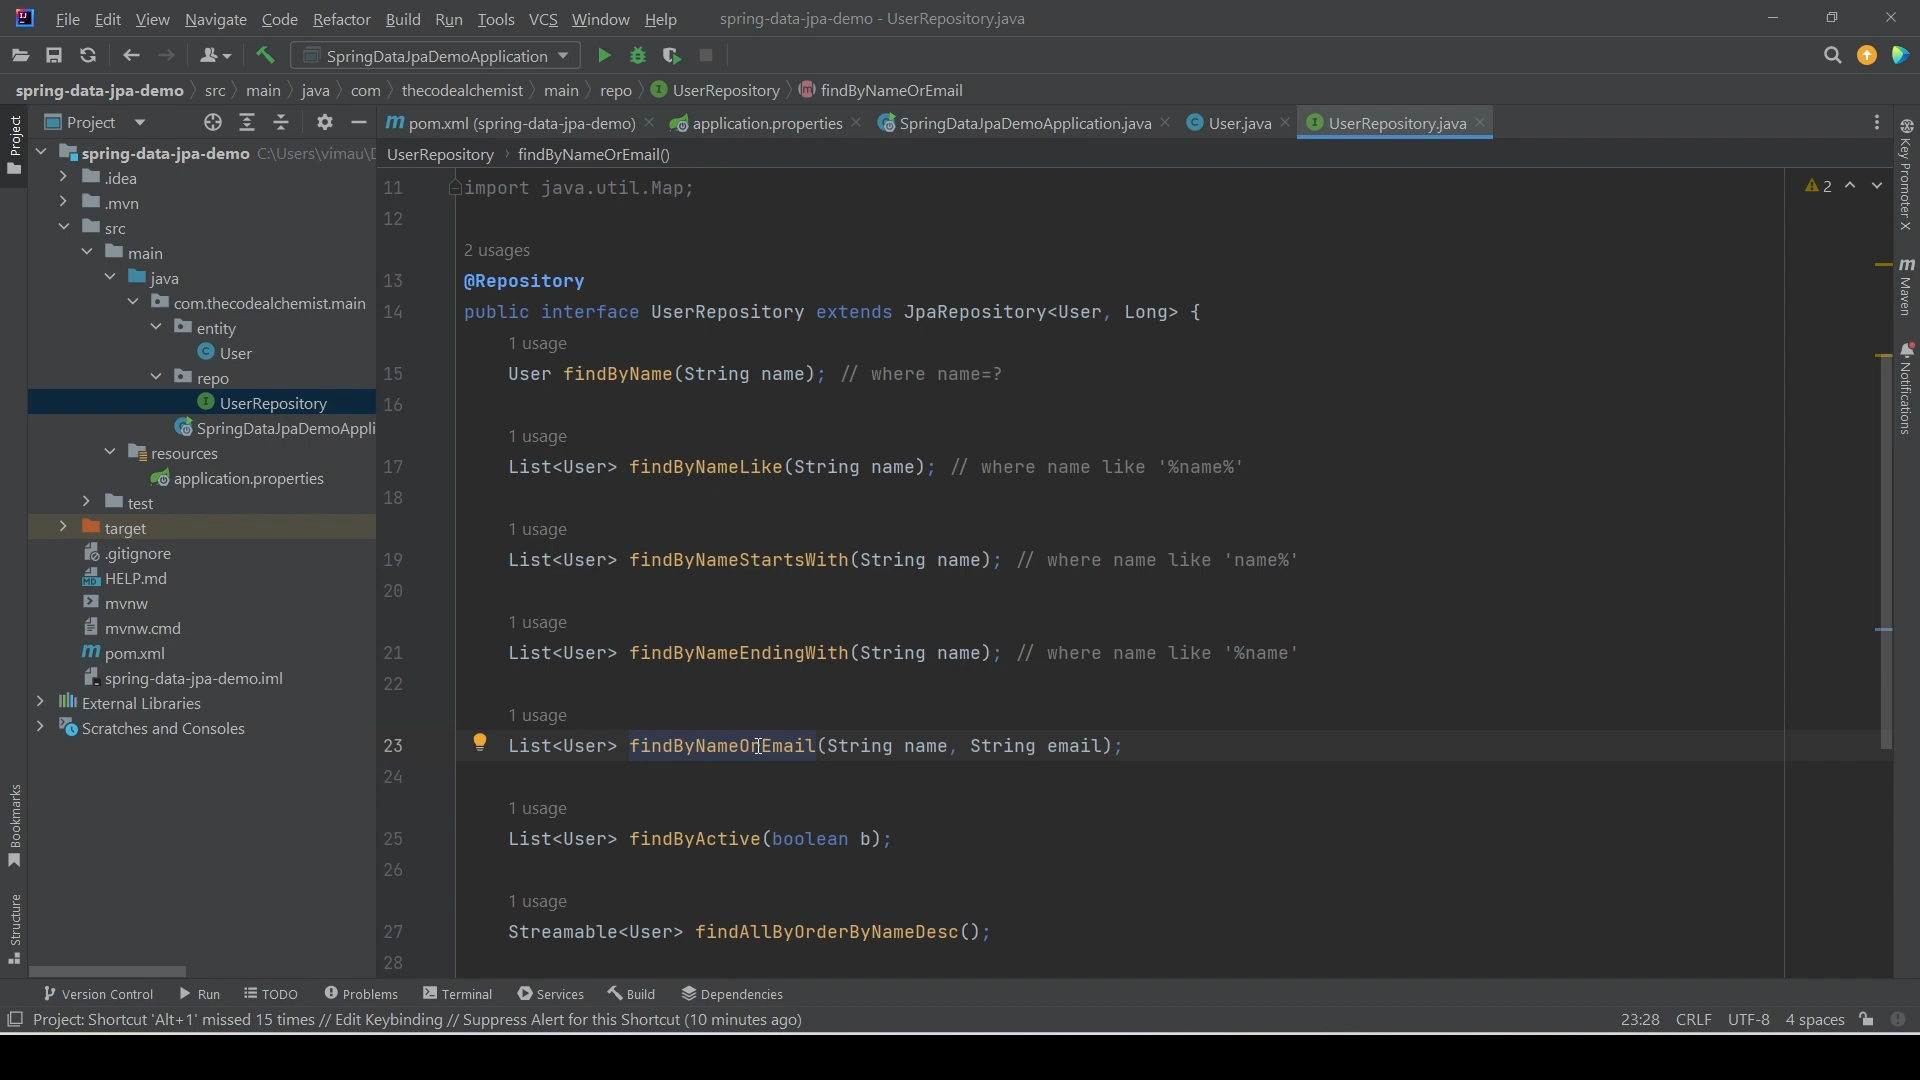 File Edit View Navigate Code Refactor Build Run Tools VCS Window Help spring-data-jpa-demo - UserRepository.java
SpringDataJpaDemoApplication
spring-data-jpa-demo src main java com thecodealchemist main repo UserRepository findByNameOrEmail
Project
Project
pom.xml (spring-data-jpa-demo) application.properties SpringDataJpaDemoApplication.java User.java UserRepository.java
UserRepository findByNameOrEmail()
spring-data-jpa-demo C:\Users\vimau\
.idea
.mvn
src
main
java
com.thecodealchemist.main
entity
User
repo
UserRepository
SpringDataJpaDemoAppli
resources
application.properties
test
target
.gitignore
HELP.md
mvnw
mvnw.cmd
pom.xml
spring-data-jpa-demo.iml
External Libraries
Scratches and Consoles
Bookmarks
Structure
11 import java.util.Map;
12
2 usages
13 @Repository
14 public interface UserRepository extends JpaRepository<User, Long> {
1 usage
15 User findByName(String name); // where name=?
16
1 usage
17 List<User> findByNameLike(String name); // where name like '%name%'
18
1 usage
19 List<User> findByNameStartsWith(String name); // where name like 'name%'
20
1 usage
21 List<User> findByNameEndingWith(String name); // where name like '%name'
22
1 usage
23 List<User> findByNameOrEmail(String name, String email);
24
1 usage
25 List<User> findByActive(boolean b);
26
1 usage
27 Streamable<User> findAllByOrderByNameDesc();
28
2
Key Promoter X
Maven
Notifications
Version Control Run TODO Problems Terminal Services Build Dependencies
Project: Shortcut 'Alt+1' missed 15 times // Edit Keybinding // Suppress Alert for this Shortcut (10 minutes ago) 23:28 CRLF UTF-8 4 spaces